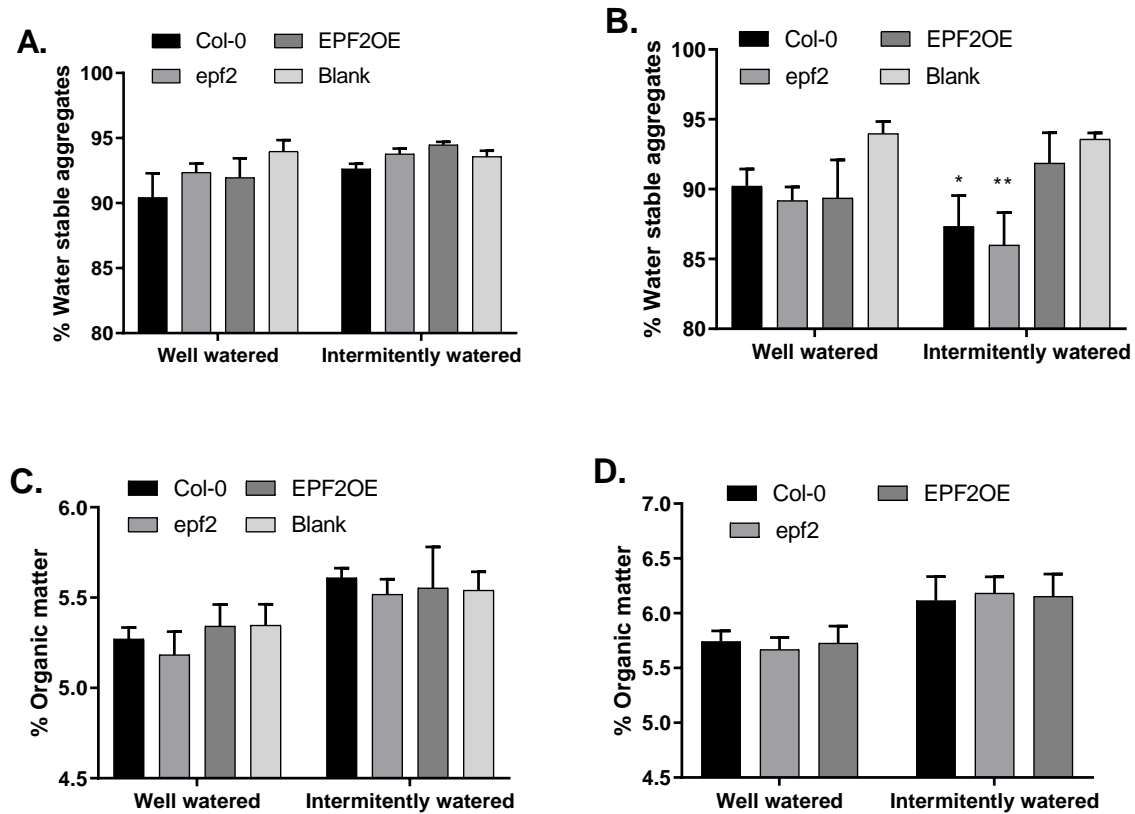 A.
Col-0 EPF2OE
epf2 Blank
% Water stable aggregates
100
95
90
85
80
Well watered Intermitently watered
B.
Col-0 EPF2OE
epf2 Blank
% Water stable aggregates
100
95
90
85
80
* **
Well watered Intermitently watered
C.
Col-0 EPF2OE
epf2 Blank
% Organic matter
6.0
5.5
5.0
4.5
Well watered Intermitently watered
D.
Col-0 EPF2OE
epf2
% Organic matter
7.0
6.5
6.0
5.5
5.0
4.5
Well watered Intermitently watered